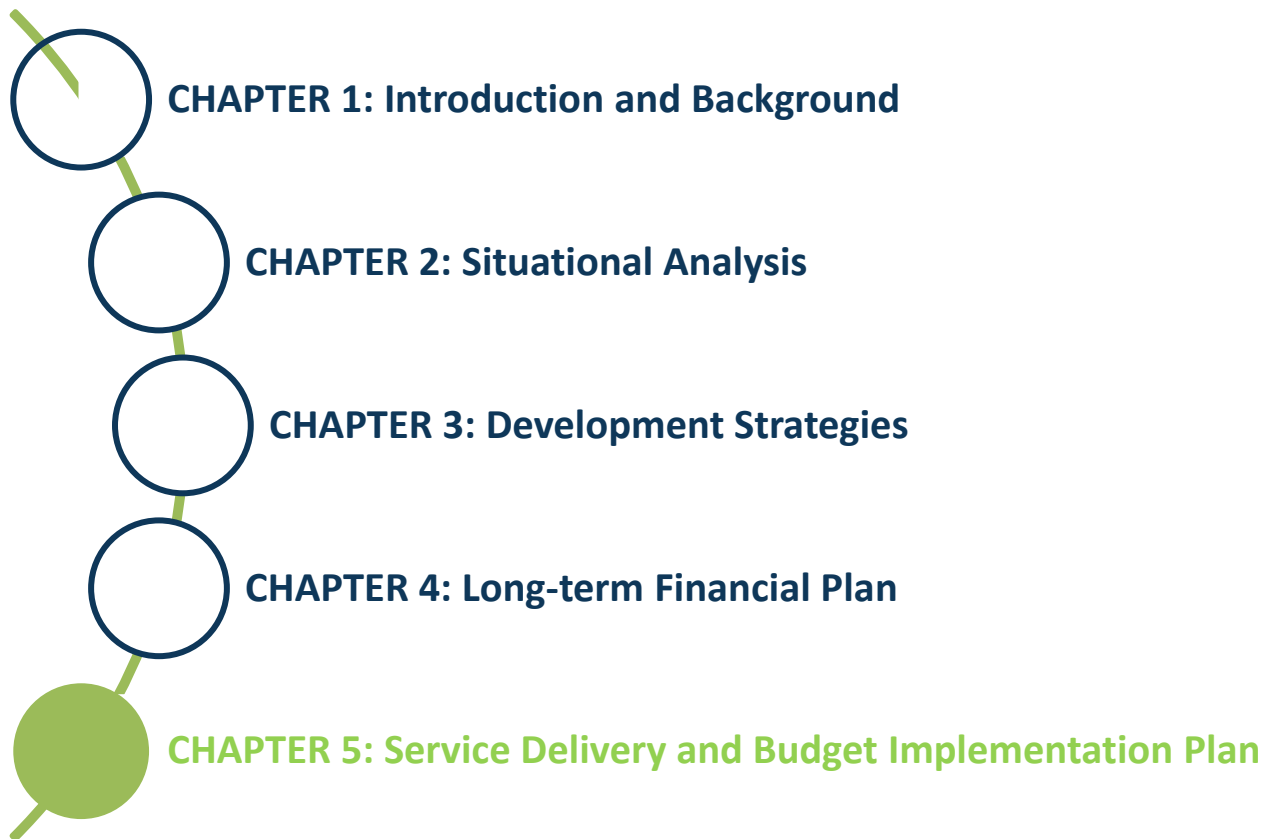 CHAPTER 1: Introduction and Background
CHAPTER 2: Situational Analysis
CHAPTER 3: Development Strategies
CHAPTER 4: Long-term Financial Plan
CHAPTER 5: Service Delivery and Budget Implementation Plan